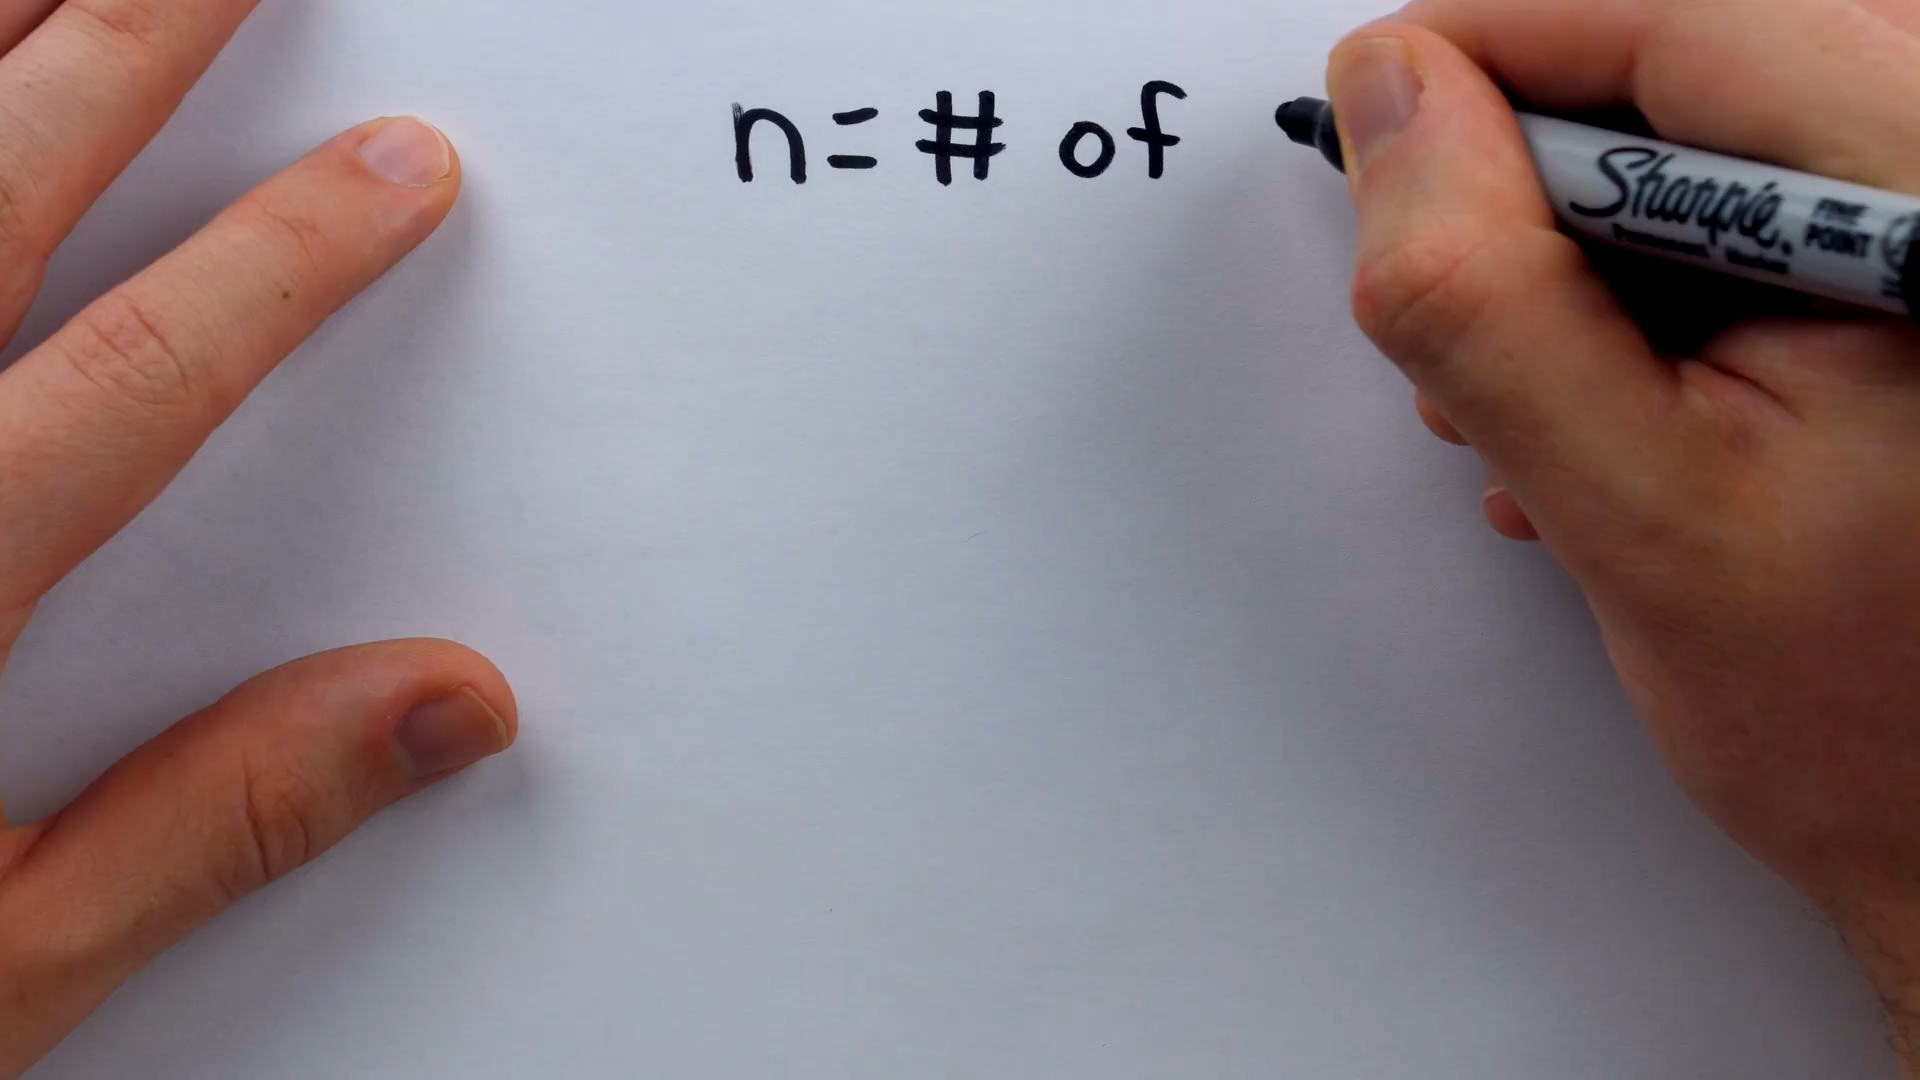 n = # of
Sharpie.
FINE
POINT